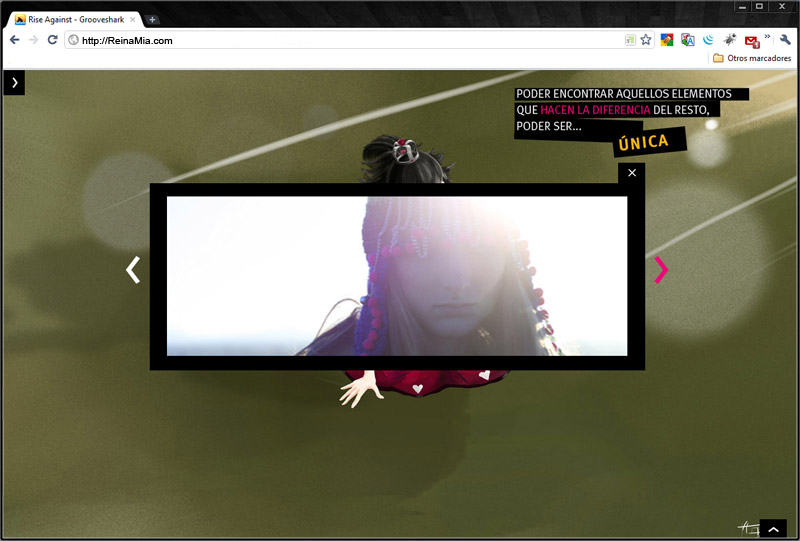 Rise Against - Grooveshark
http://ReinaMia.com
Otros marcadores
PODER ENCONTRAR AQUELLOS ELEMENTOS
QUE HACEN LA DIFERENCIA DEL RESTO,
PODER SER...
ÚNICA